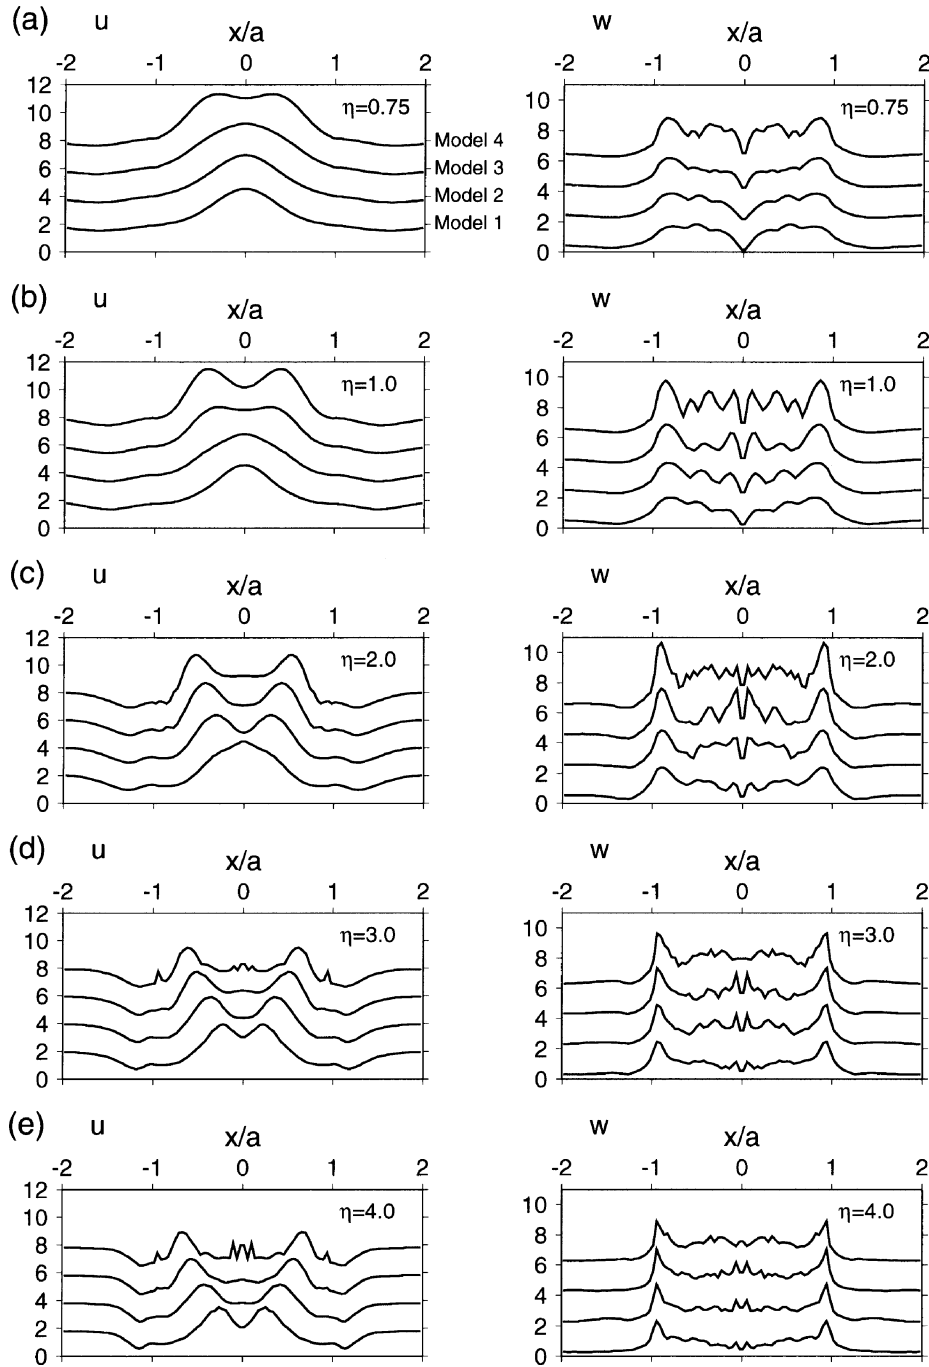 (a) u w
x/a x/a
-2 -1 0 1 2 -2 -1 0 1 2
12 10 8 6 4 2 0 η=0.75 Model 4 Model 3 Model 2 Model 1 10 8 6 4 2 0 η=0.75
(b) u w
x/a x/a
-2 -1 0 1 2 -2 -1 0 1 2
12 10 8 6 4 2 0 η=1.0 10 8 6 4 2 0 η=1.0
(c) u w
x/a x/a
-2 -1 0 1 2 -2 -1 0 1 2
12 10 8 6 4 2 0 η=2.0 10 8 6 4 2 0 η=2.0
(d) u w
x/a x/a
-2 -1 0 1 2 -2 -1 0 1 2
12 10 8 6 4 2 0 η=3.0 10 8 6 4 2 0 η=3.0
(e) u w
x/a x/a
-2 -1 0 1 2 -2 -1 0 1 2
12 10 8 6 4 2 0 η=4.0 10 8 6 4 2 0 η=4.0